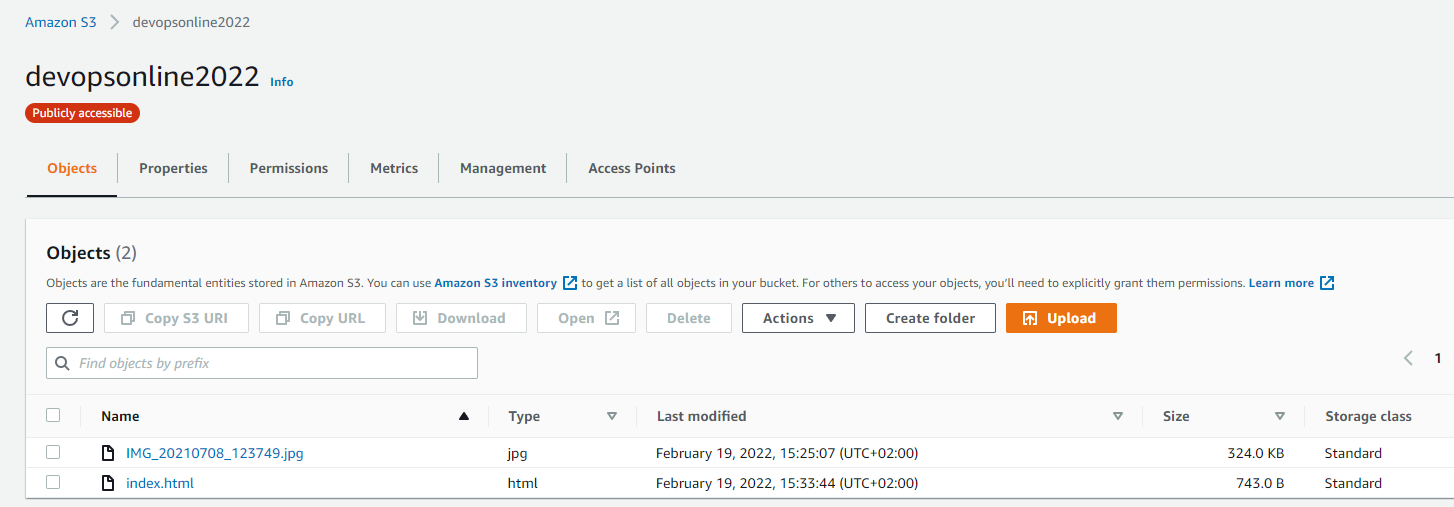 Amazon S3 > devopsonline2022
devopsonline2022 Info
Publicly accessible
Objects Properties Permissions Metrics Management Access Points
Objects (2)
Objects are the fundamental entities stored in Amazon S3. You can use Amazon S3 inventory to get a list of all objects in your bucket. For others to access your objects, you'll need to explicitly grant them permissions. Learn more
Copy S3 URI Copy URL Download Open Delete Actions Create folder Upload
Find objects by prefix 1
Name Type Last modified Size Storage class
IMG_20210708_123749.jpg jpg February 19, 2022, 15:25:07 (UTC+02:00) 324.0 KB Standard
index.html html February 19, 2022, 15:33:44 (UTC+02:00) 743.0 B Standard